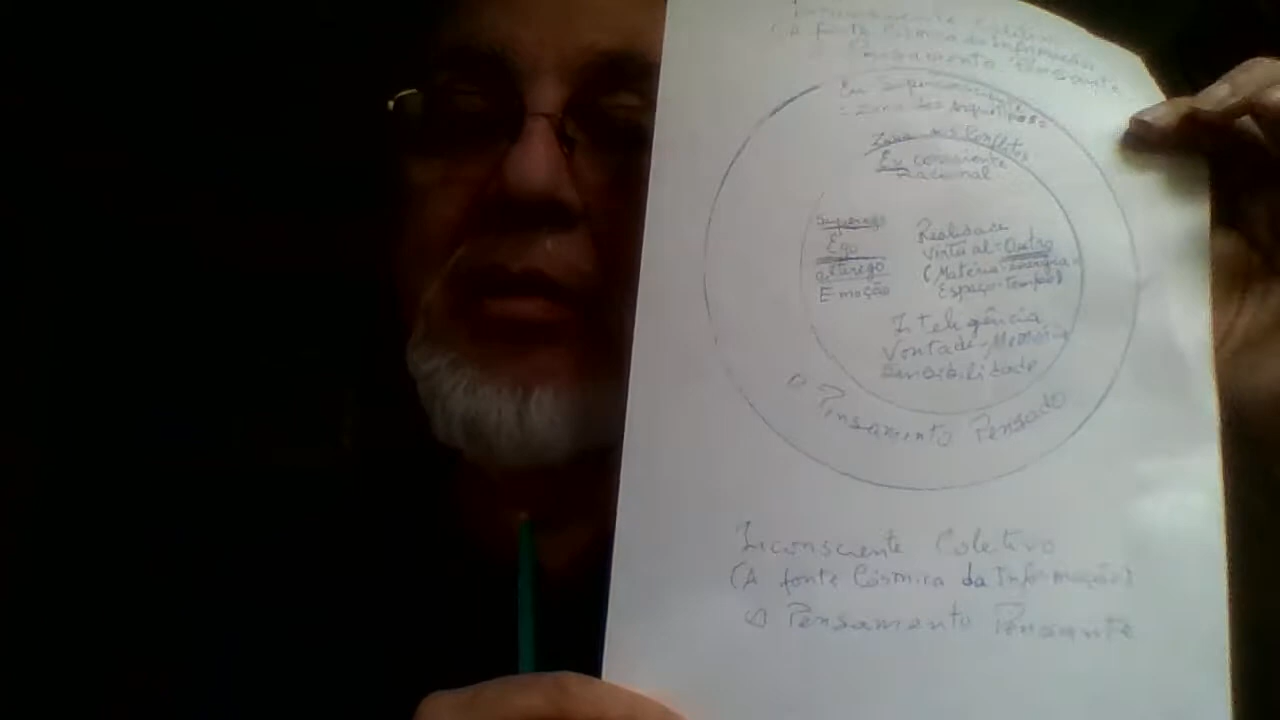 Inconsciente Coletivo
(A fonte Cósmica da Informação)
O Pensamento Pensante
Eu
= Zona dos Arquétipos
Zona dos Conflitos
Eu consciente
racional
Superego
Ego
alterego
Emoção
Realidade
Virtual = Outro
(Matéria-energia-
Espaço-tempo)
Inteligência
Vontade-Memória
Sensibilidade
O Pensamento Pensado
Inconsciente Coletivo
(A fonte Cósmica da Informação)
O Pensamento Pensante